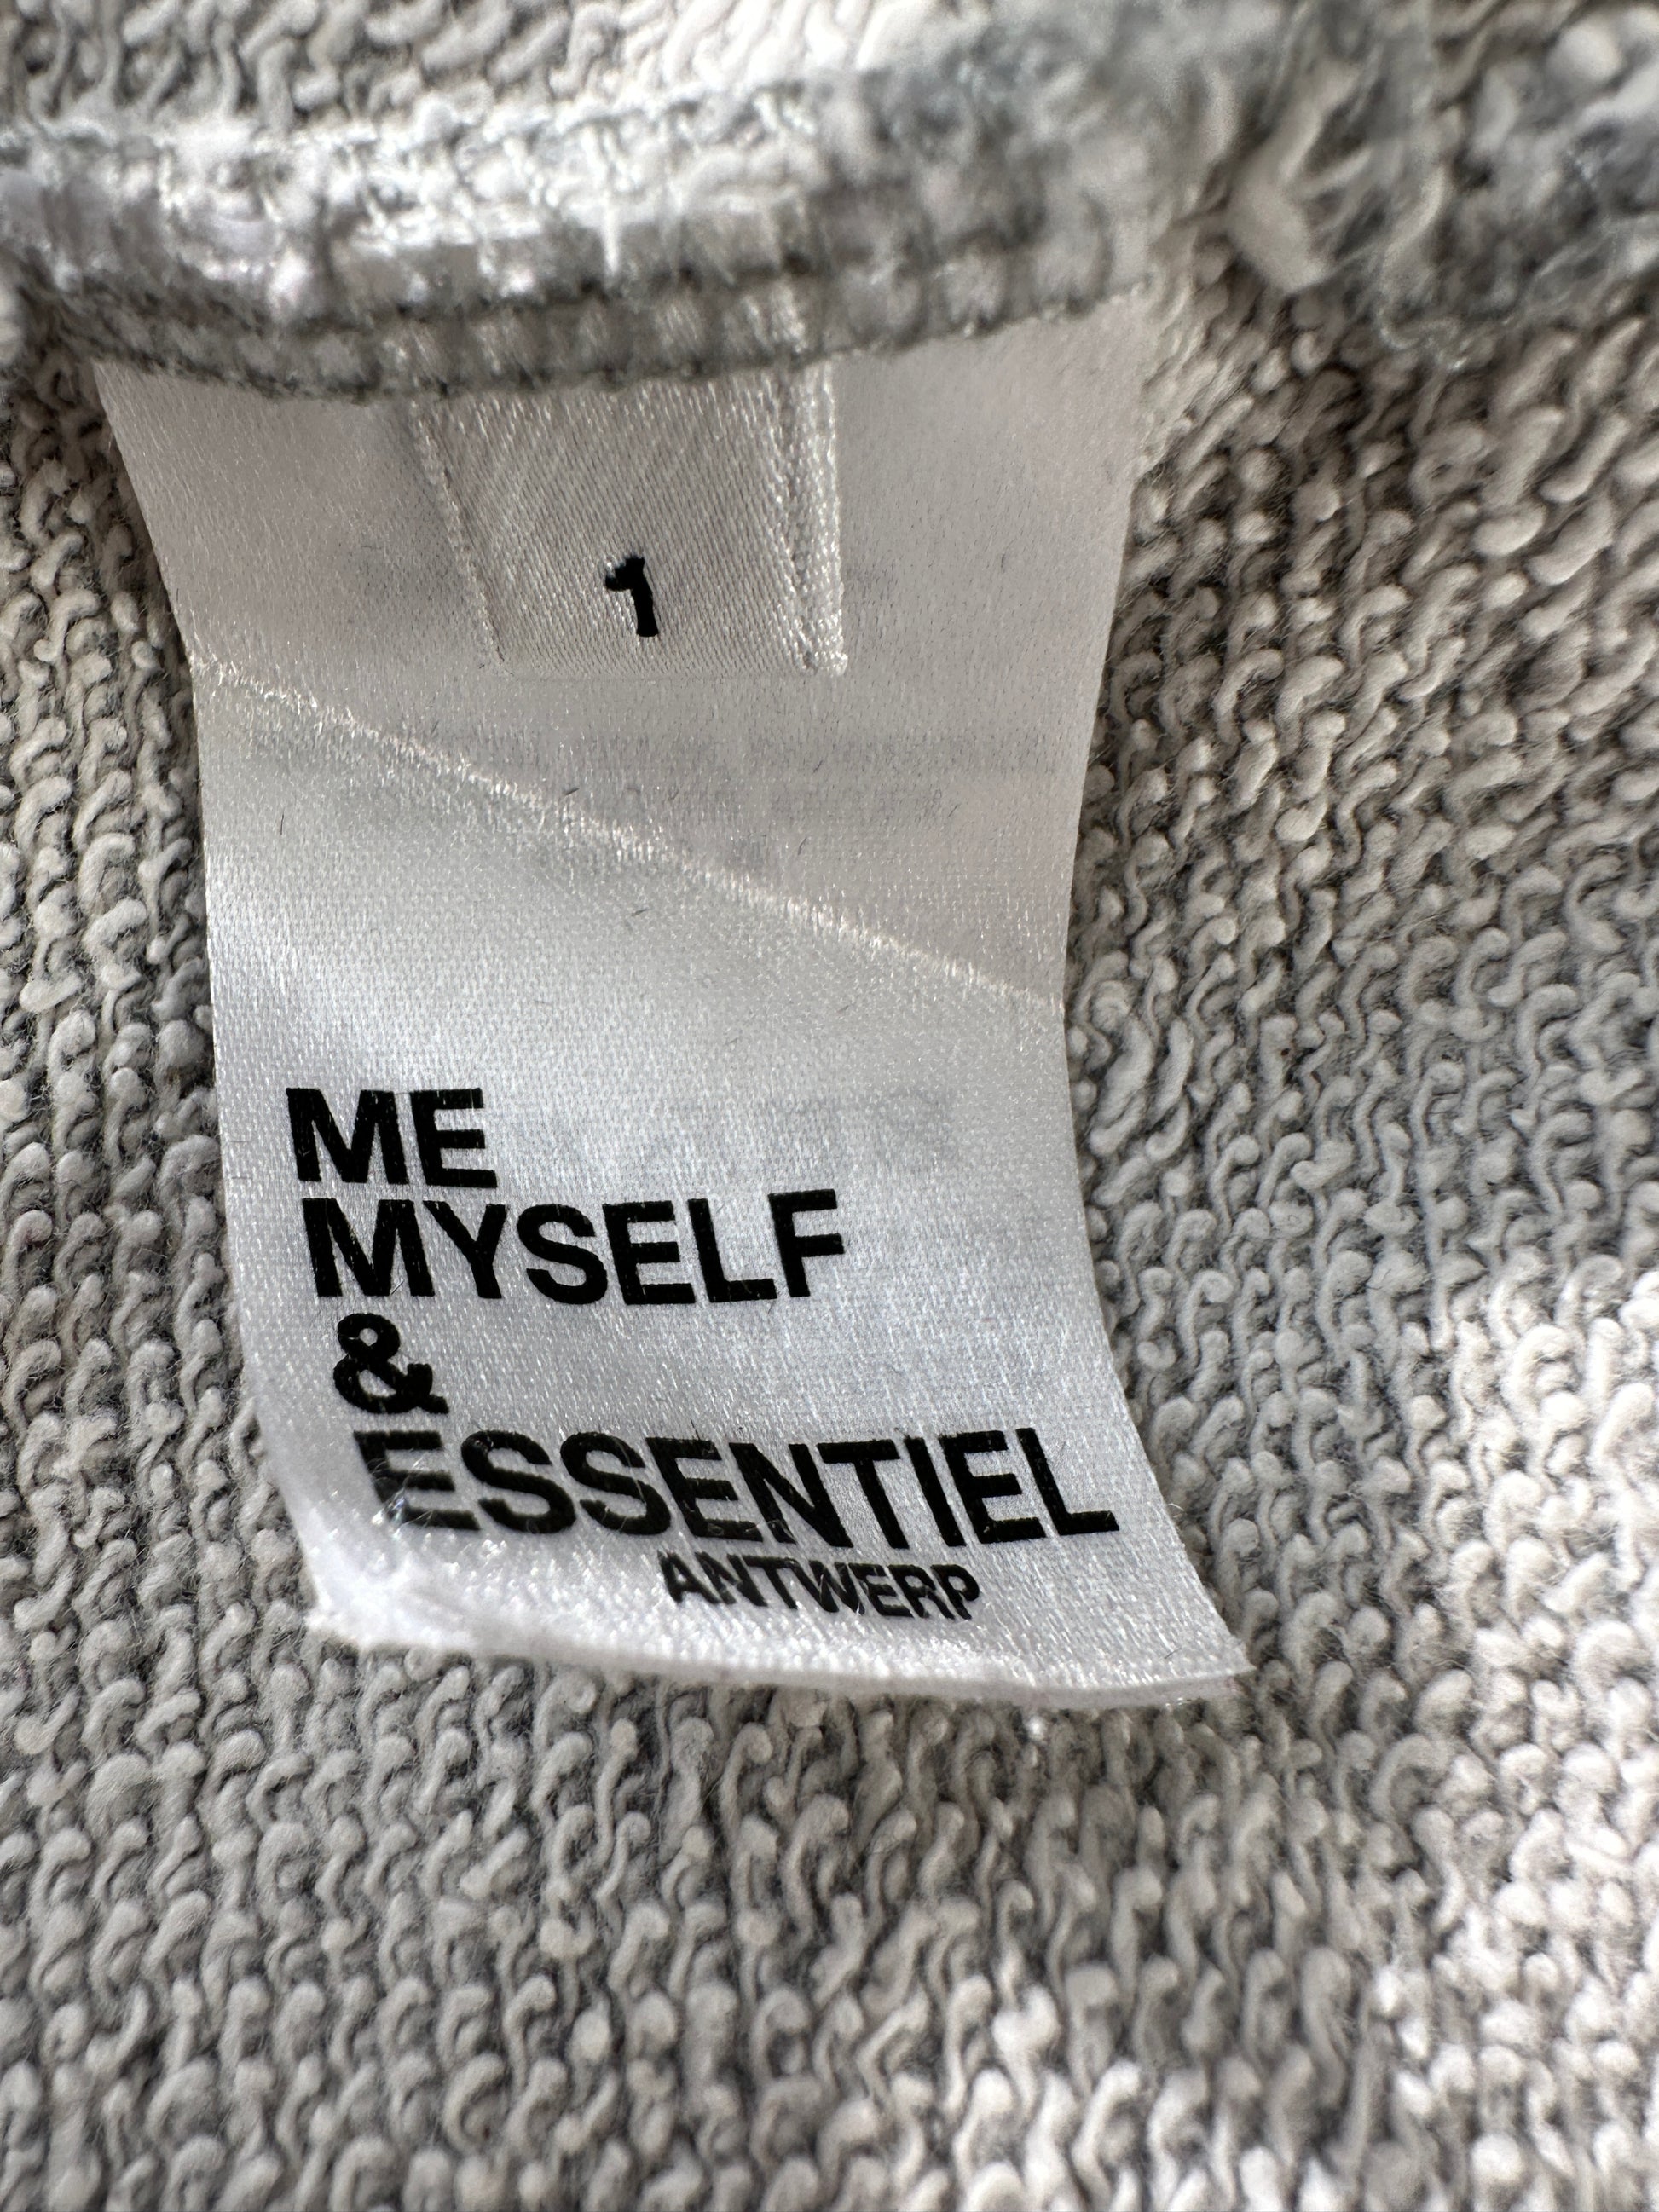 1
ME
MYSELF
&
ESSENTIEL
ANTWERP